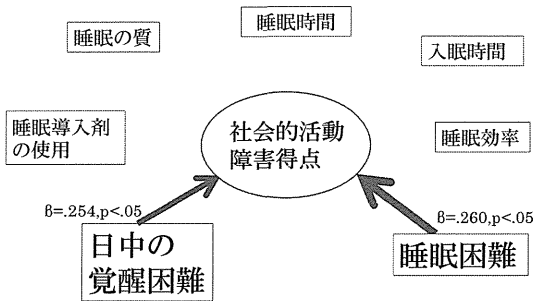 睡眠時間
睡眠の質
入眠時間
睡眠導入剤
の使用
社会的活動
障害得点
睡眠効率
β=.254,p<.05
β=.260,p<.05
日中の
覚醒困難
睡眠困難